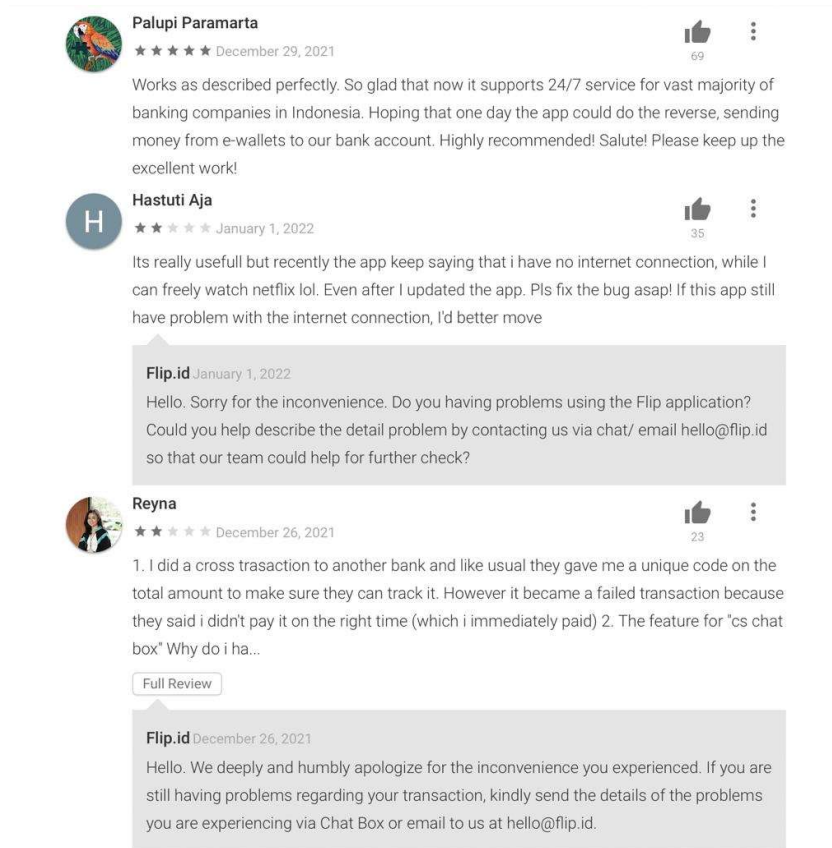 Palupi Paramarta
December 29, 2021
69
Works as described perfectly. So glad that now it supports 24/7 service for vast majority of
banking companies in Indonesia. Hoping that one day the app could do the reverse, sending
money from e-wallets to our bank account. Highly recommended! Salute! Please keep up the
excellent work!
H
Hastuti Aja
January 1, 2022
35
Its really usefull but recently the app keep saying that i have no internet connection, while I
can freely watch netflix lol. Even after I updated the app. Pls fix the bug asap! If this app still
have problem with the internet connection, I'd better move
Flip.id January 1, 2022
Hello. Sorry for the inconvenience. Do you having problems using the Flip application?
Could you help describe the detail problem by contacting us via chat/ email hello@flip.id
so that our team could help for further check?
Reyna
December 26, 2021
23
1. I did a cross trasaction to another bank and like usual they gave me a unique code on the
total amount to make sure they can track it. However it became a failed transaction because
they said i didn't pay it on the right time (which i immediately paid) 2. The feature for "cs chat
box" Why do i ha...
Full Review
Flip.id December 26, 2021
Hello. We deeply and humbly apologize for the inconvenience you experienced. If you are
still having problems regarding your transaction, kindly send the details of the problems
you are experiencing via Chat Box or email to us at hello@flip.id.